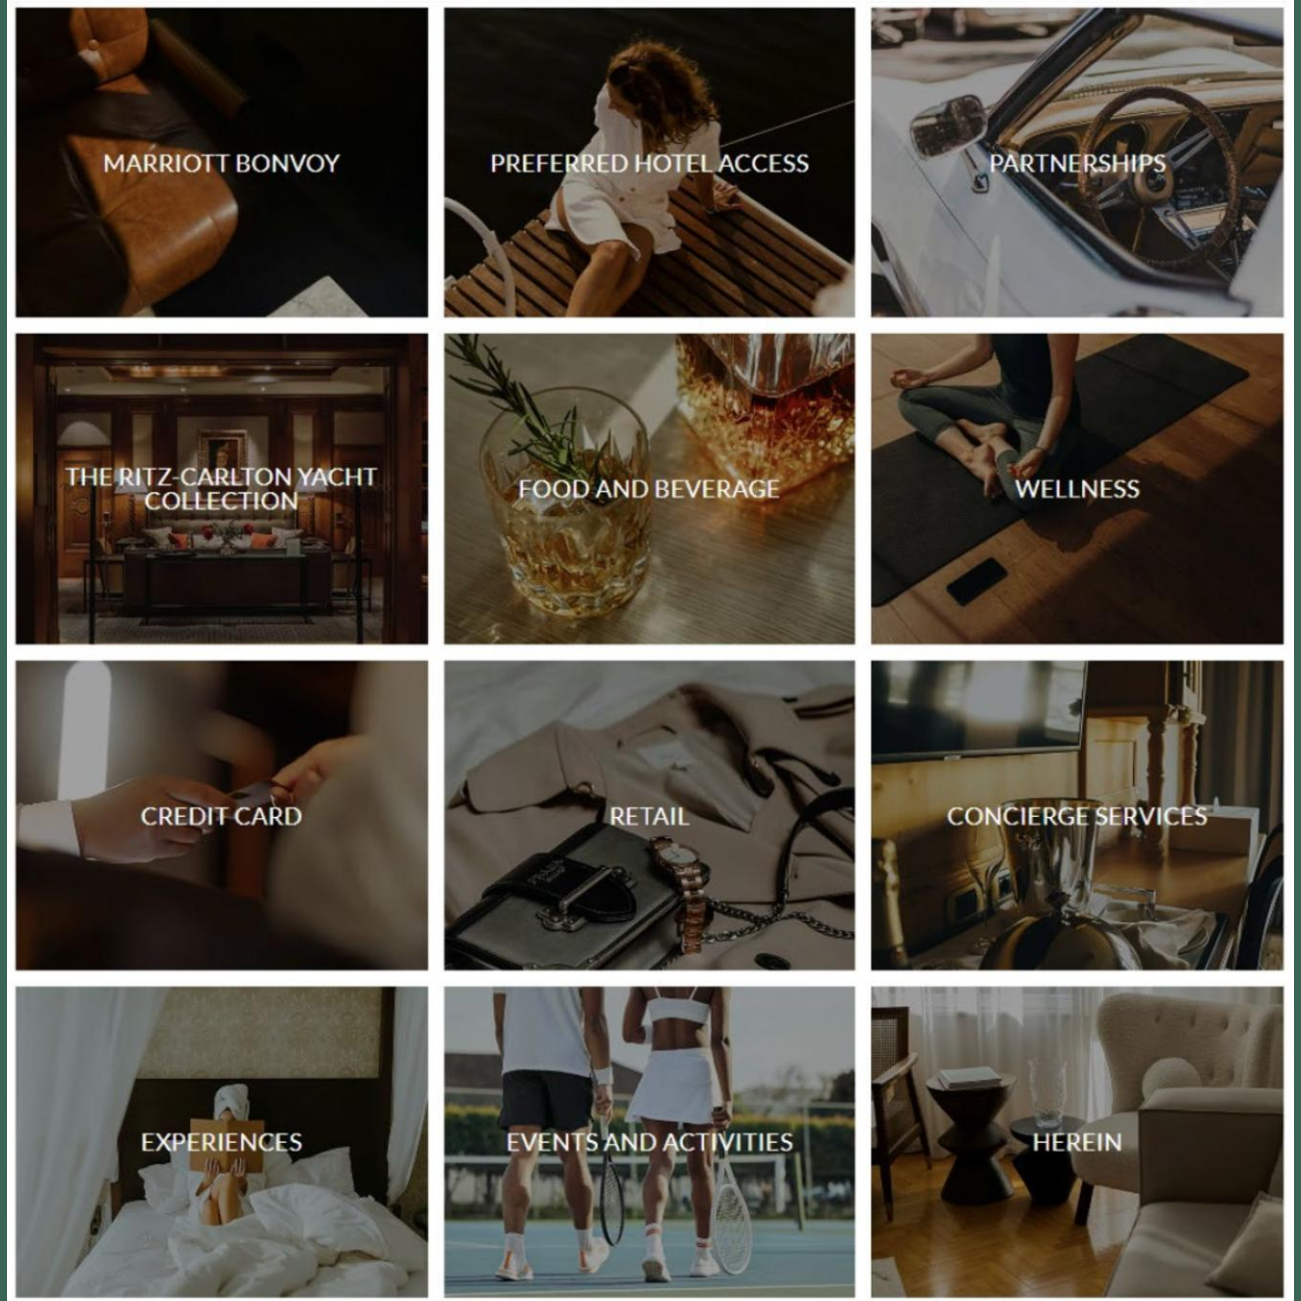 MARRIOTT BONVOY
PREFERRED HOTEL ACCESS
PARTNERSHIPS
THE RITZ-CARLTON YACHT
COLLECTION
FOOD AND BEVERAGE
WELLNESS
CREDIT CARD
RETAIL
CONCIERGE SERVICES
EXPERIENCES
EVENTS AND ACTIVITIES
HEREIN